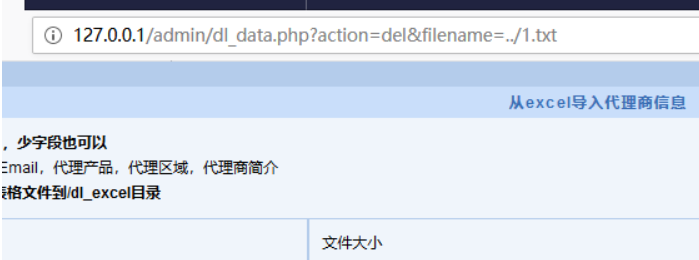 127.0.0.1/admin/dl_data.php?action=del&filename=../1.txt
从excel导入代理商信息
，少字段也可以
Email，代理产品，代理区域，代理商简介
格文件到/dl_excel目录
文件大小